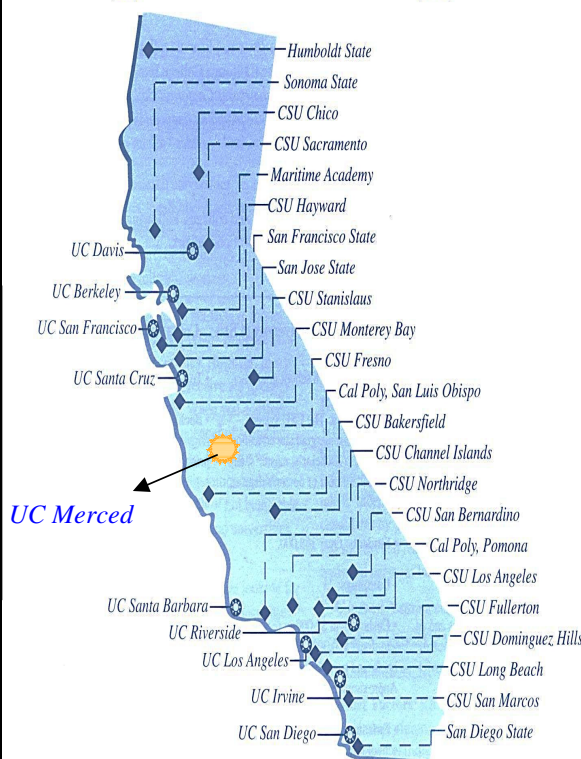 Humboldt State
Sonoma State
CSU Chico
CSU Sacramento
Maritime Academy
CSU Hayward
San Francisco State
UC Davis
San Jose State
UC Berkeley
CSU Stanislaus
UC San Francisco
CSU Monterey Bay
CSU Fresno
UC Santa Cruz
Cal Poly, San Luis Obispo
CSU Bakersfield
CSU Channel Islands
CSU Northridge
UC Merced
CSU San Bernardino
Cal Poly, Pomona
CSU Los Angeles
UC Santa Barbara
CSU Fullerton
UC Riverside
CSU Dominguez Hills
UC Los Angeles
CSU Long Beach
UC Irvine
CSU San Marcos
UC San Diego
San Diego State